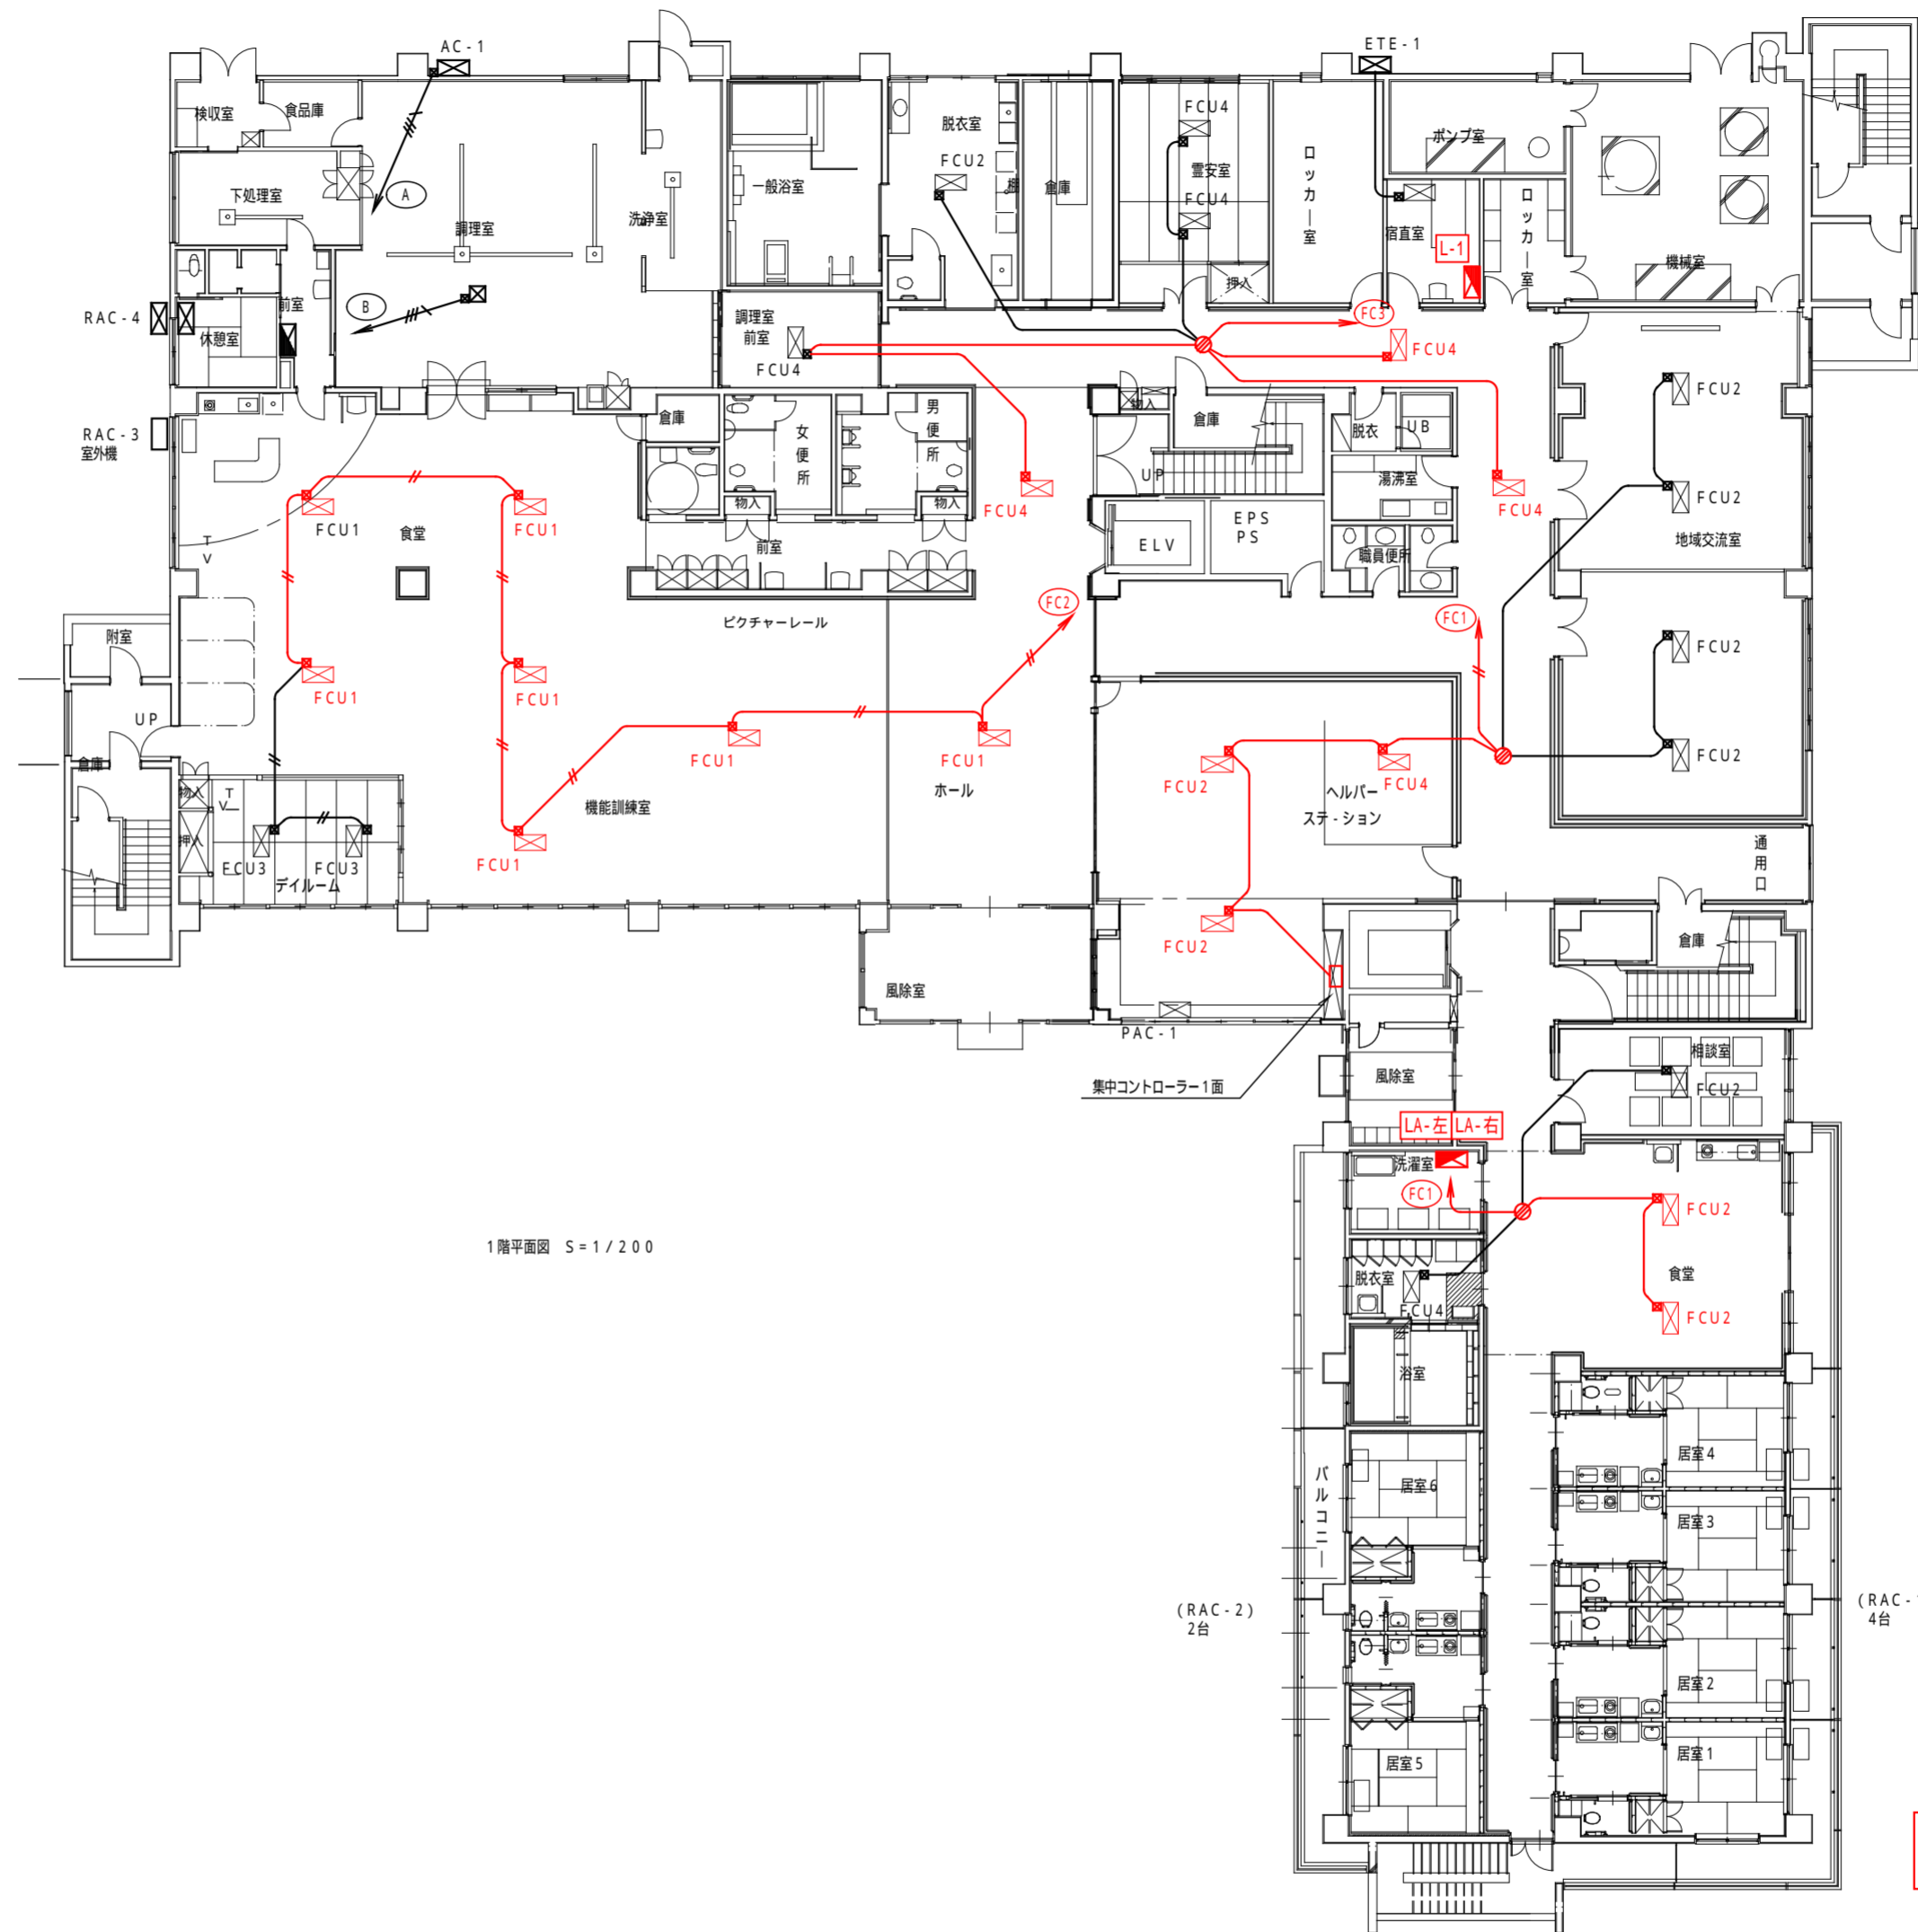 AC-1
ETE-1
検収室
食品庫
脱衣室
FCU2
FCU4
霊安室
FCU4
ロッカー室
ポンプ室
下処理室
A
調理室
洗浄室
一般浴室
棚
倉庫
宿直室
L-1
ロッカー室
機械室
押入
RAC-4
前室
休憩室
B
調理室
前室
FCU4
FC3
FCU4
FCU2
RAC-3
室外機
倉庫
女便所
男便所
物入
倉庫
脱衣
UB
UP
湯沸室
FCU2
FCU1
FCU1
食堂
TV
物入
物入
FCU4
EPS
PS
ELV
FCU4
地域交流室
職員便所
前室
FC2
FC1
ピクチャーレール
附室
FCU2
FCU1
FCU1
UP
倉庫
FCU1
FCU1
FCU2
FCU4
FCU2
物入
TV
押入
機能訓練室
ホール
ヘルパー
ステ-ション
FCU3
FCU3
デイルーム
FCU1
通用口
FCU2
倉庫
風除室
PAC-1
集中コントローラー1面
風除室
相談室
FCU2
LA-左
LA-右
洗濯室
FC1
FCU2
1階平面図 S=1/200
脱衣室
FCU4
食堂
FCU2
浴室
居室4
居室6
バルコニー
居室3
(RAC-2)
2台
(RAC-
4台
居室2
居室5
居室1